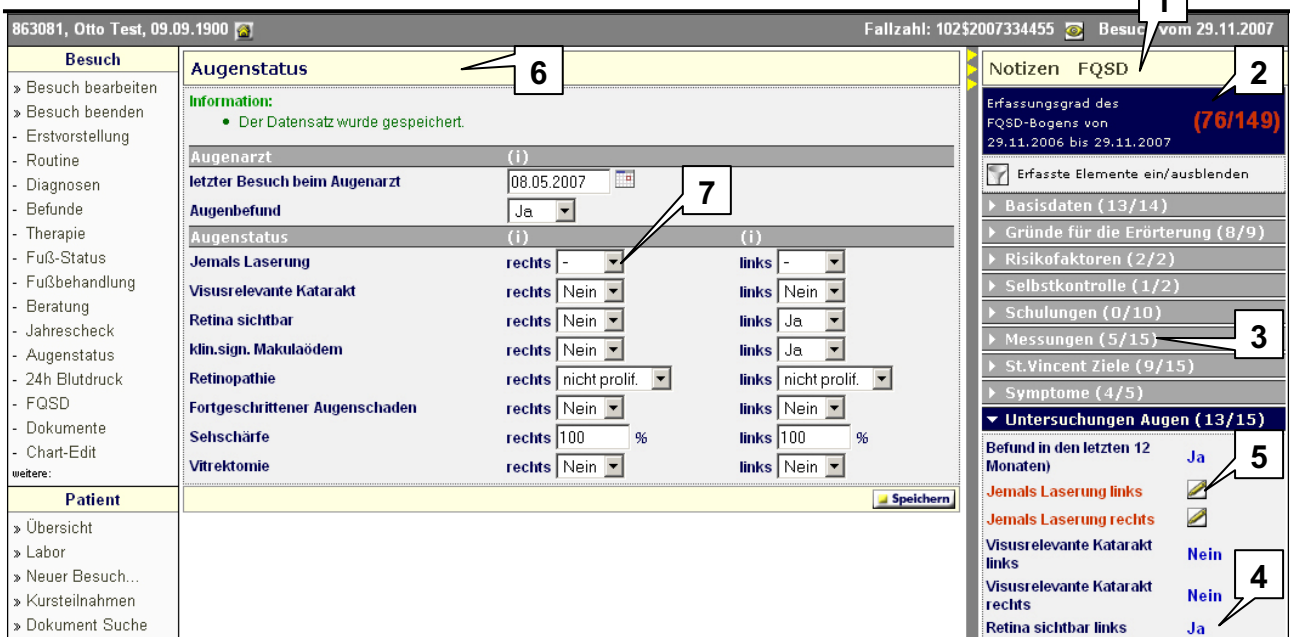 1
863081, Otto Test, 09.09.1900 Fallzahl: 102$2007334455 Besuch vom 29.11.2007
Besuch
» Besuch bearbeiten
» Besuch beenden
- Erstvorstellung
- Routine
- Diagnosen
- Befunde
- Therapie
- Fuß-Status
- Fußbehandlung
- Beratung
- Jahrescheck
- Augenstatus
- 24h Blutdruck
- FQSD
- Dokumente
- Chart-Edit
weitere:
Patient
» Übersicht
» Labor
» Neuer Besuch...
» Kursteilnahmen
» Dokument Suche
Augenstatus 6
Information:
• Der Datensatz wurde gespeichert.
Augenarzt (i)
letzter Besuch beim Augenarzt 08.05.2007
7
Augenbefund Ja
Augenstatus (i) (i)
Jemals Laserung rechts - links -
Visusrelevante Katarakt rechts Nein links Nein
Retina sichtbar rechts Nein links Ja
klin.sign. Makulaödem rechts Nein links Ja
Retinopathie rechts nicht prolif. links nicht prolif.
Fortgeschrittener Augenschaden rechts Nein links Nein
Sehschärfe rechts 100 % links 100 %
Vitrektomie rechts Nein links Nein
Speichern
Notizen FQSD
2
Erfassungsgrad des
FQSD-Bogens von
29.11.2006 bis 29.11.2007
(76/149)
Erfasste Elemente ein/ausblenden
Basisdaten (13/14)
Gründe für die Erörterung (8/9)
Risikofaktoren (2/2)
Selbstkontrolle (1/2)
Schulungen (0/10)
Messungen (5/15) 3
St.Vincent Ziele (9/15)
Symptome (4/5)
Untersuchungen Augen (13/15)
Befund in den letzten 12
Monaten) Ja
5
Jemals Laserung links
Jemals Laserung rechts
Visusrelevante Katarakt
links Nein
4
Visusrelevante Katarakt
rechts Nein
Retina sichtbar links Ja